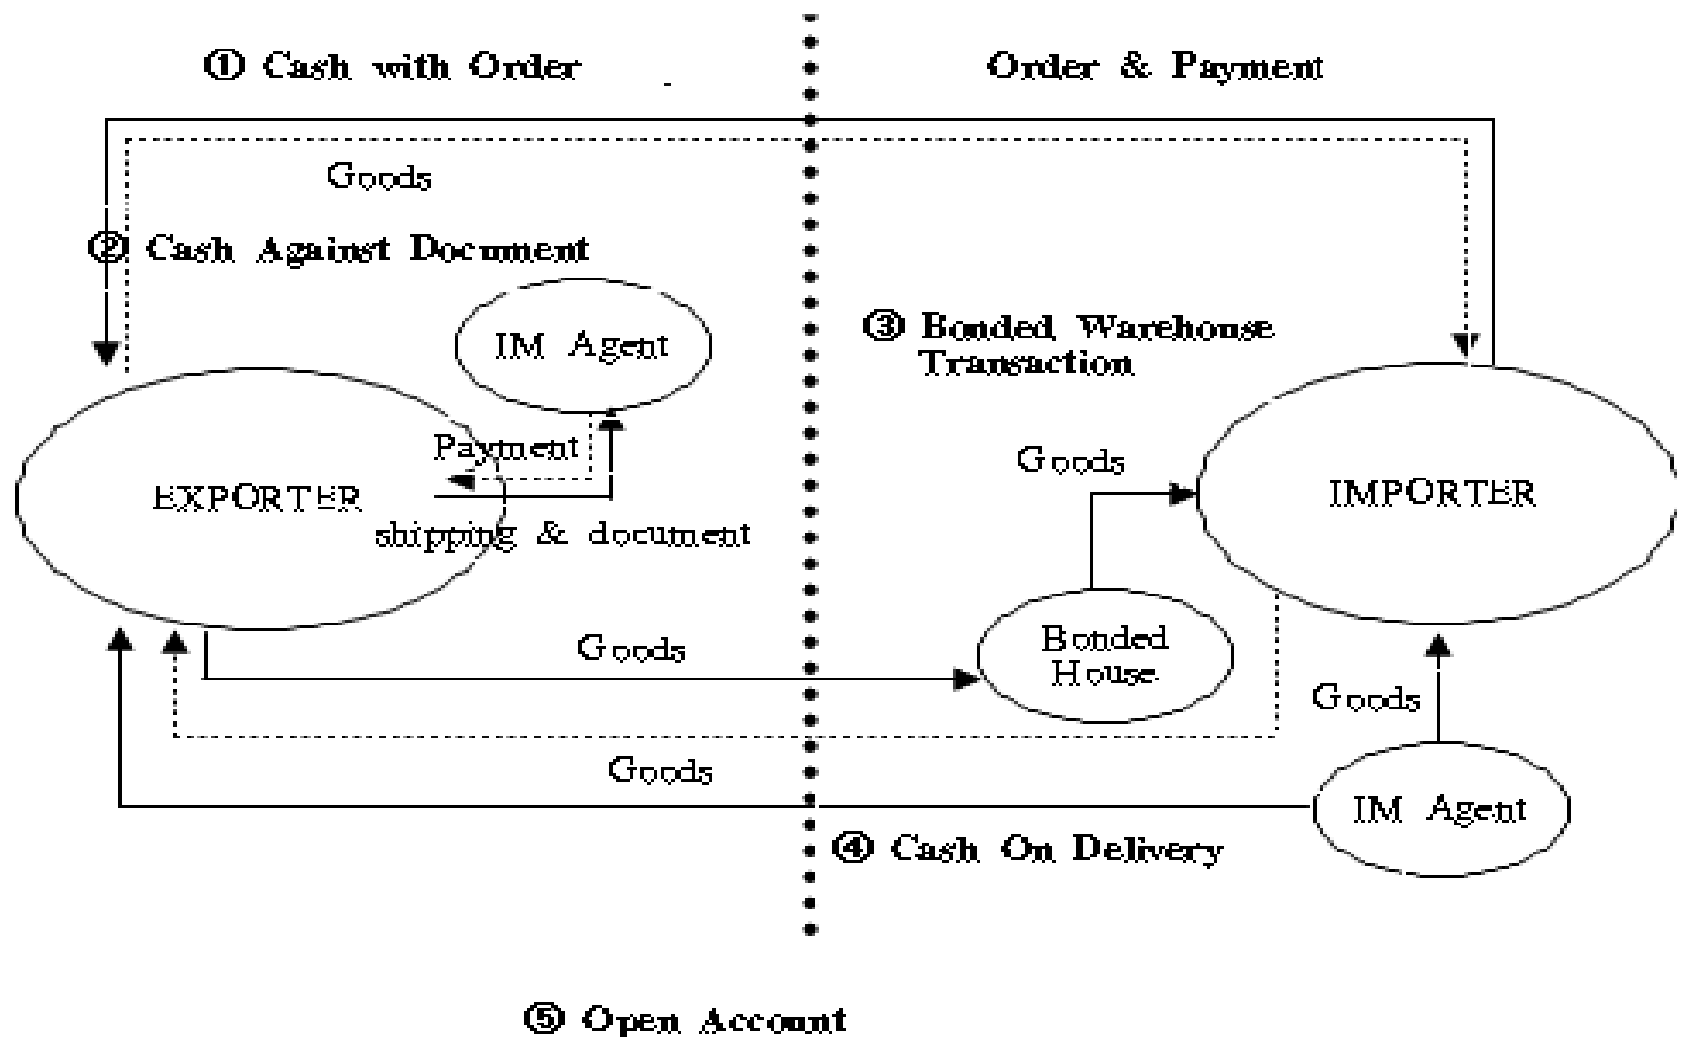 ① Cash with Order
Order & Payment
Goods
② Cash Against Document
IM Agent
③ Bonded Warehouse
Transaction
Payment
Goods
EXPORTER
IMPORTER
shipping & document
Goods
Bonded
House
Goods
Goods
IM Agent
④ Cash On Delivery
⑤ Open Account